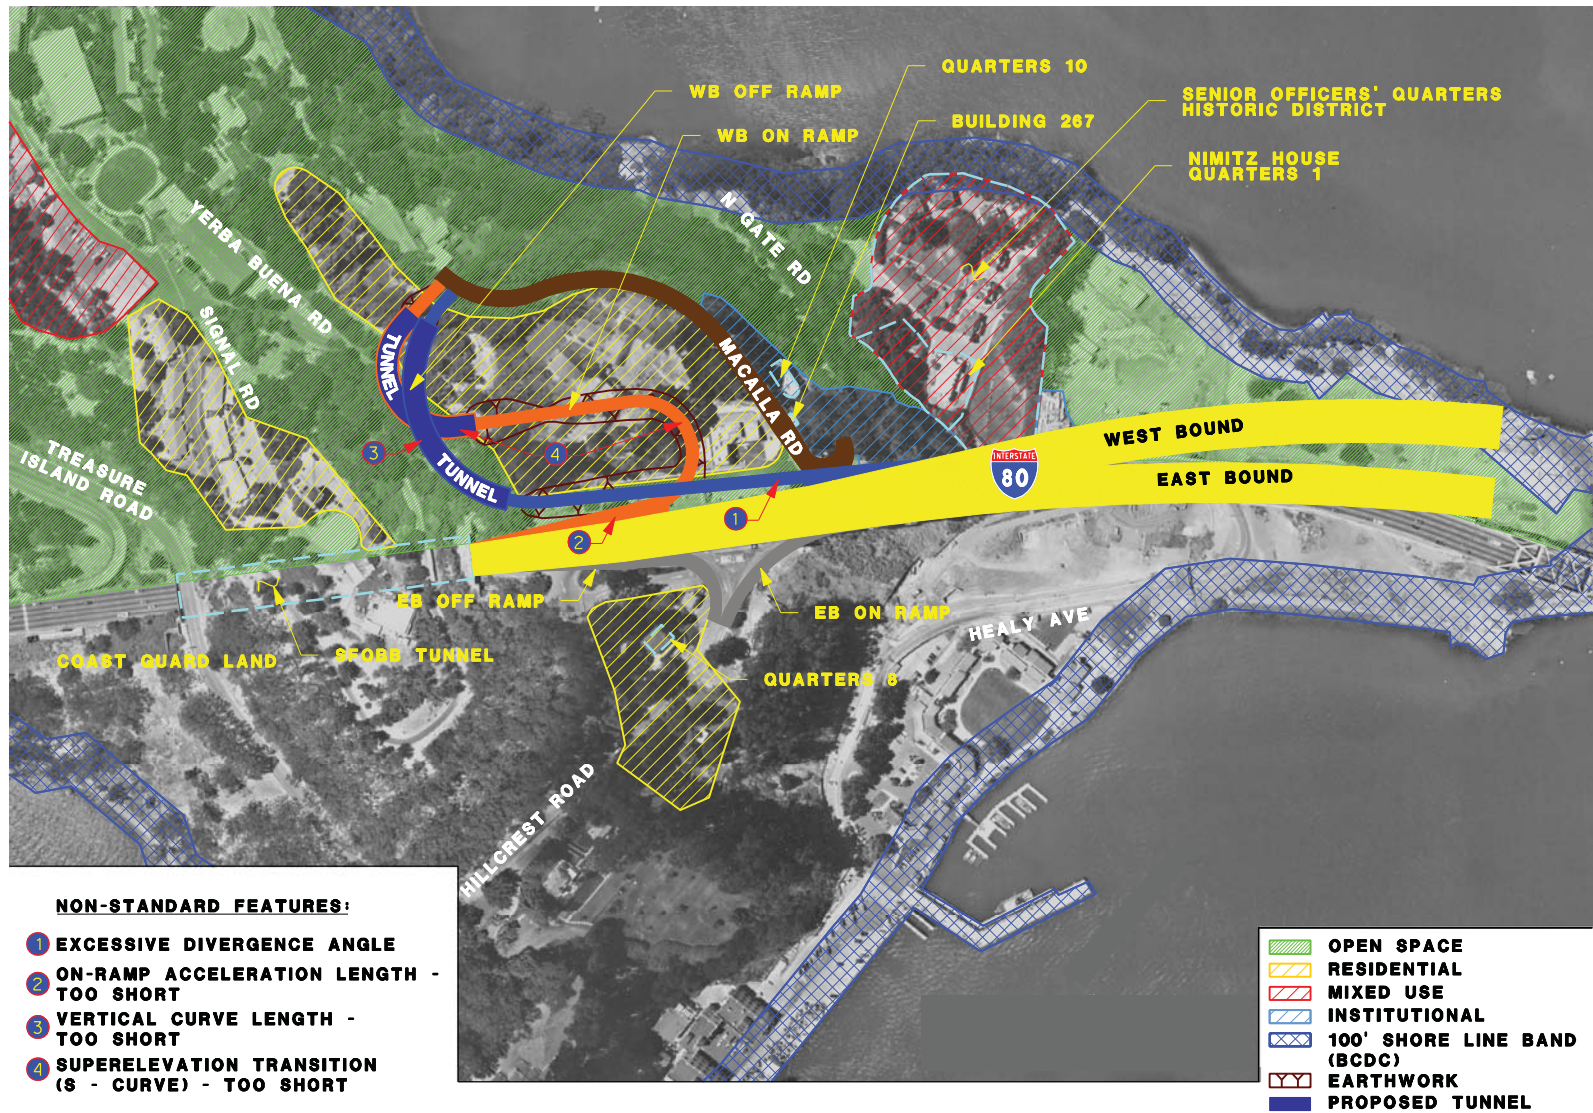 QUARTERS 10
WB OFF RAMP
SENIOR OFFICERS' QUARTERS
HISTORIC DISTRICT
WB ON RAMP
BUILDING 267
NIMITZ HOUSE
QUARTERS 1
N GATE RD
YERBA BUENA RD
SIGNAL RD
TUNNEL
MACALLA RD
TREASURE
ISLAND ROAD
3
4
TUNNEL
WEST BOUND
INTERSTATE
80
EAST BOUND
1
2
EB OFF RAMP
EB ON RAMP
HEALY AVE
COAST GUARD LAND
SFOBB TUNNEL
QUARTERS 8
HILLCREST ROAD
NON-STANDARD FEATURES:
1 EXCESSIVE DIVERGENCE ANGLE
2 ON-RAMP ACCELERATION LENGTH -
TOO SHORT
3 VERTICAL CURVE LENGTH -
TOO SHORT
4 SUPERELEVATION TRANSITION
(S - CURVE) - TOO SHORT
OPEN SPACE
RESIDENTIAL
MIXED USE
INSTITUTIONAL
100' SHORE LINE BAND
(BCDC)
EARTHWORK
PROPOSED TUNNEL